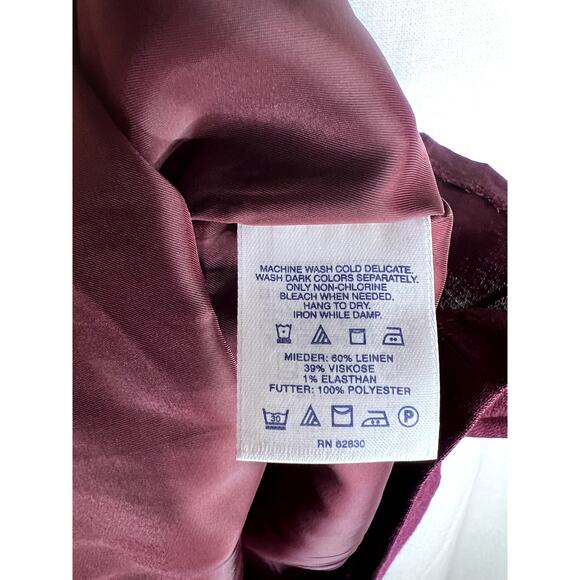 MACHINE WASH COLD DELICATE.
WASH DARK COLORS SEPARATELY.
ONLY NON-CHLORINE
BLEACH WHEN NEEDED.
HANG TO DRY.
IRON WHILE DAMP.
MIEDER: 60% LEINEN
39% VISKOSE
1% ELASTHAN
FUTTER: 100% POLYESTER
30 P
RN 62830